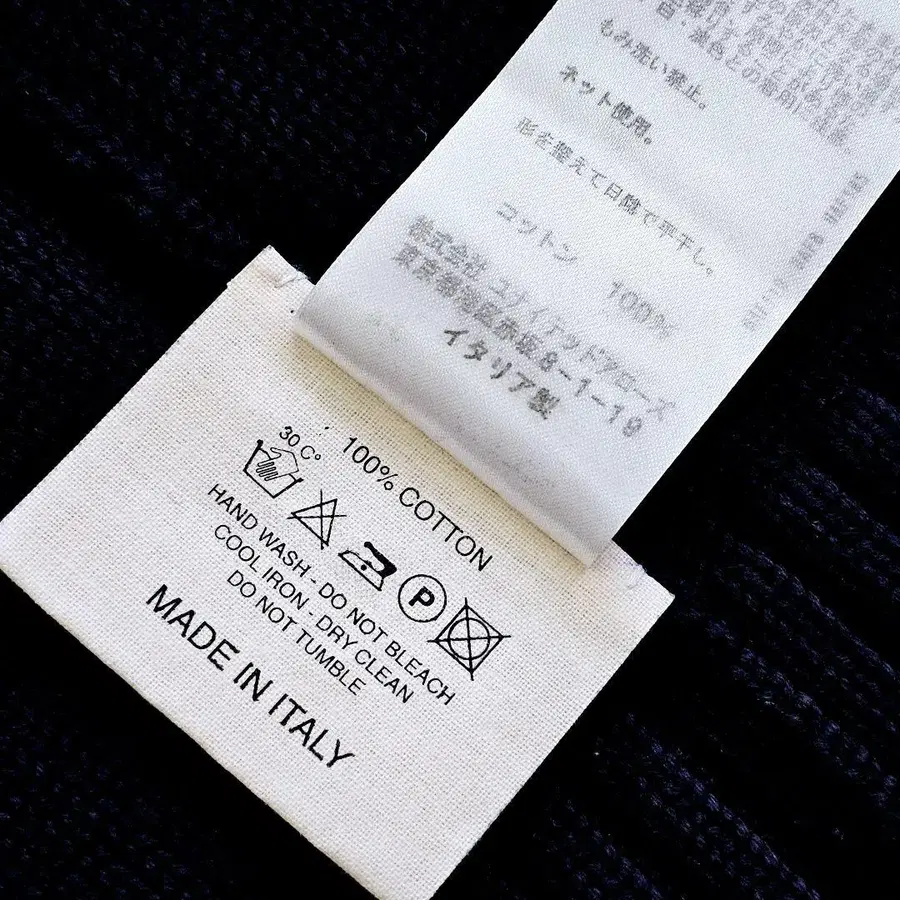 もみ洗い禁止。
ネット使用。
形を整えて日陰で平干し。
コットン 100%
株式会社 ユナイテッドアローズ
東京都港区赤坂8-1-19
イタリア製
30 C°
100% COTTON
P
HAND WASH - DO NOT BLEACH
COOL IRON - DRY CLEAN
DO NOT TUMBLE
MADE IN ITALY